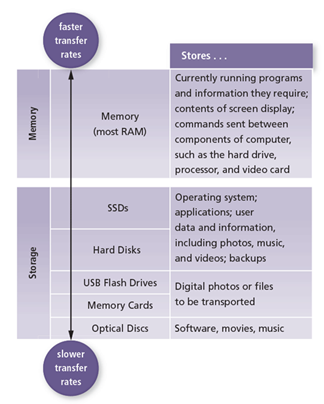 faster
transfer
rates
Stores . . .
Memory
Memory
(most RAM)
Currently running programs
and information they require;
contents of screen display;
commands sent between
components of computer,
such as the hard drive,
processor, and video card
Storage
SSDs
Hard Disks
Operating system;
applications; user
data and information,
including photos, music,
and videos; backups
USB Flash Drives
Memory Cards
Digital photos or files
to be transported
Optical Discs
Software, movies, music
slower
transfer
rates